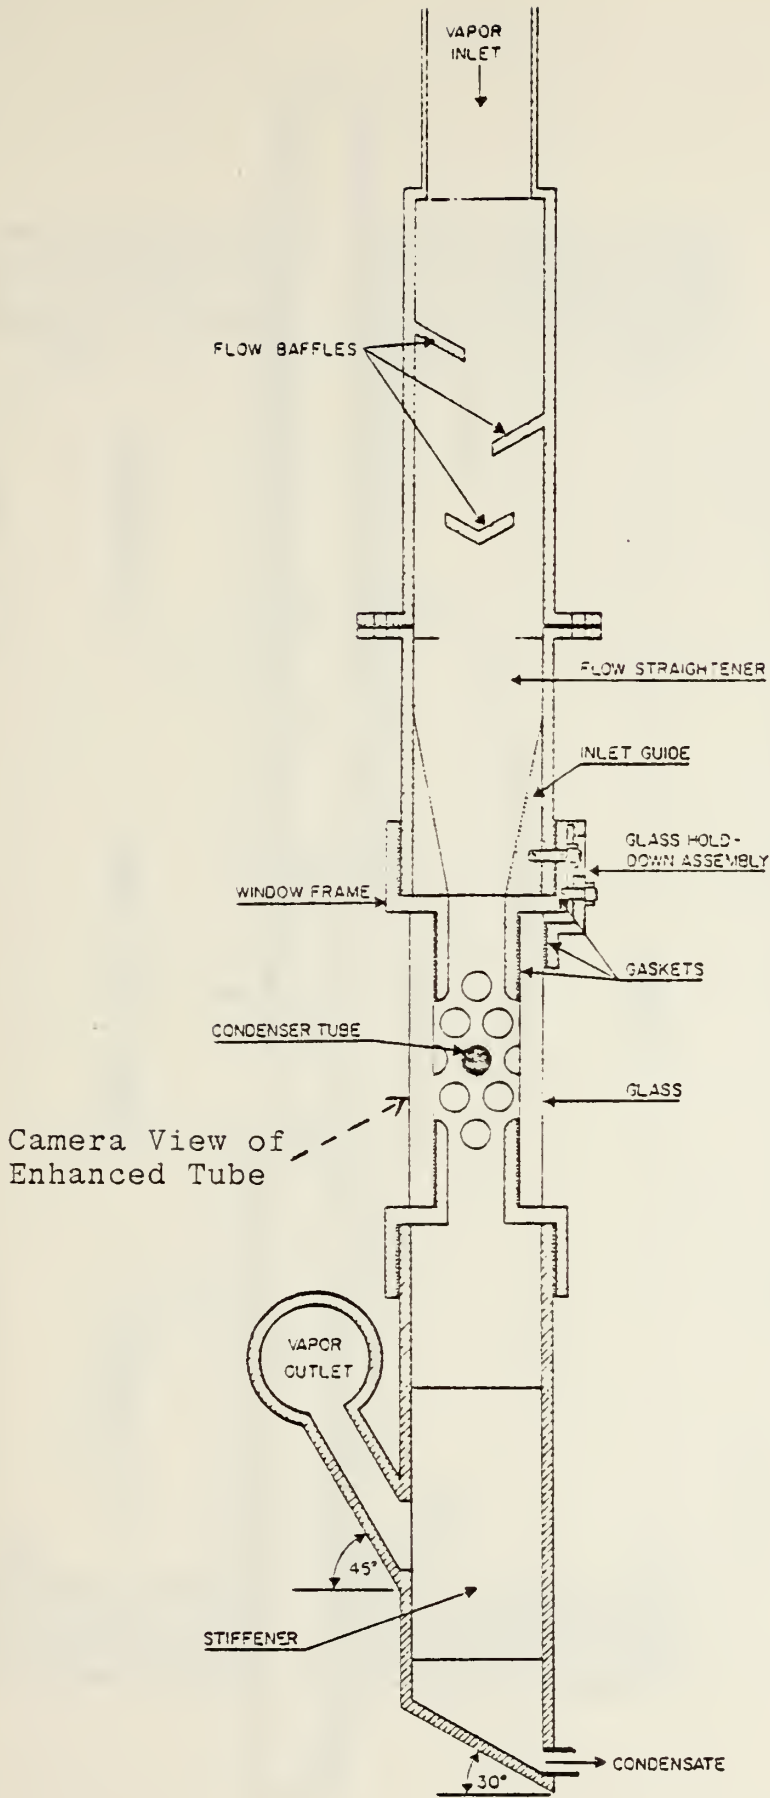 VAPOR
INLET
FLOW BAFFLES
FLOW STRAIGHTENER
INLET GUIDE
GLASS HOLD-
DOWN ASSEMBLY
WINDOW FRAME
GASKETS
CONDENSER TUBE
GLASS
Camera View of
Enhanced Tube
VAPOR
OUTLET
45°
STIFFENER
CONDENSATE
30°